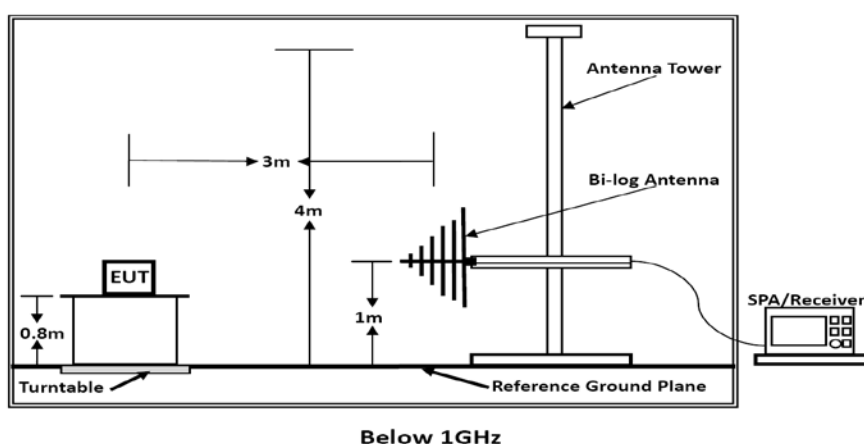 Antenna Tower
3m
Bi-log Antenna
4m
EUT
1m
0.8m
SPA/Receiver
Turntable
Reference Ground Plane
Below 1GHz